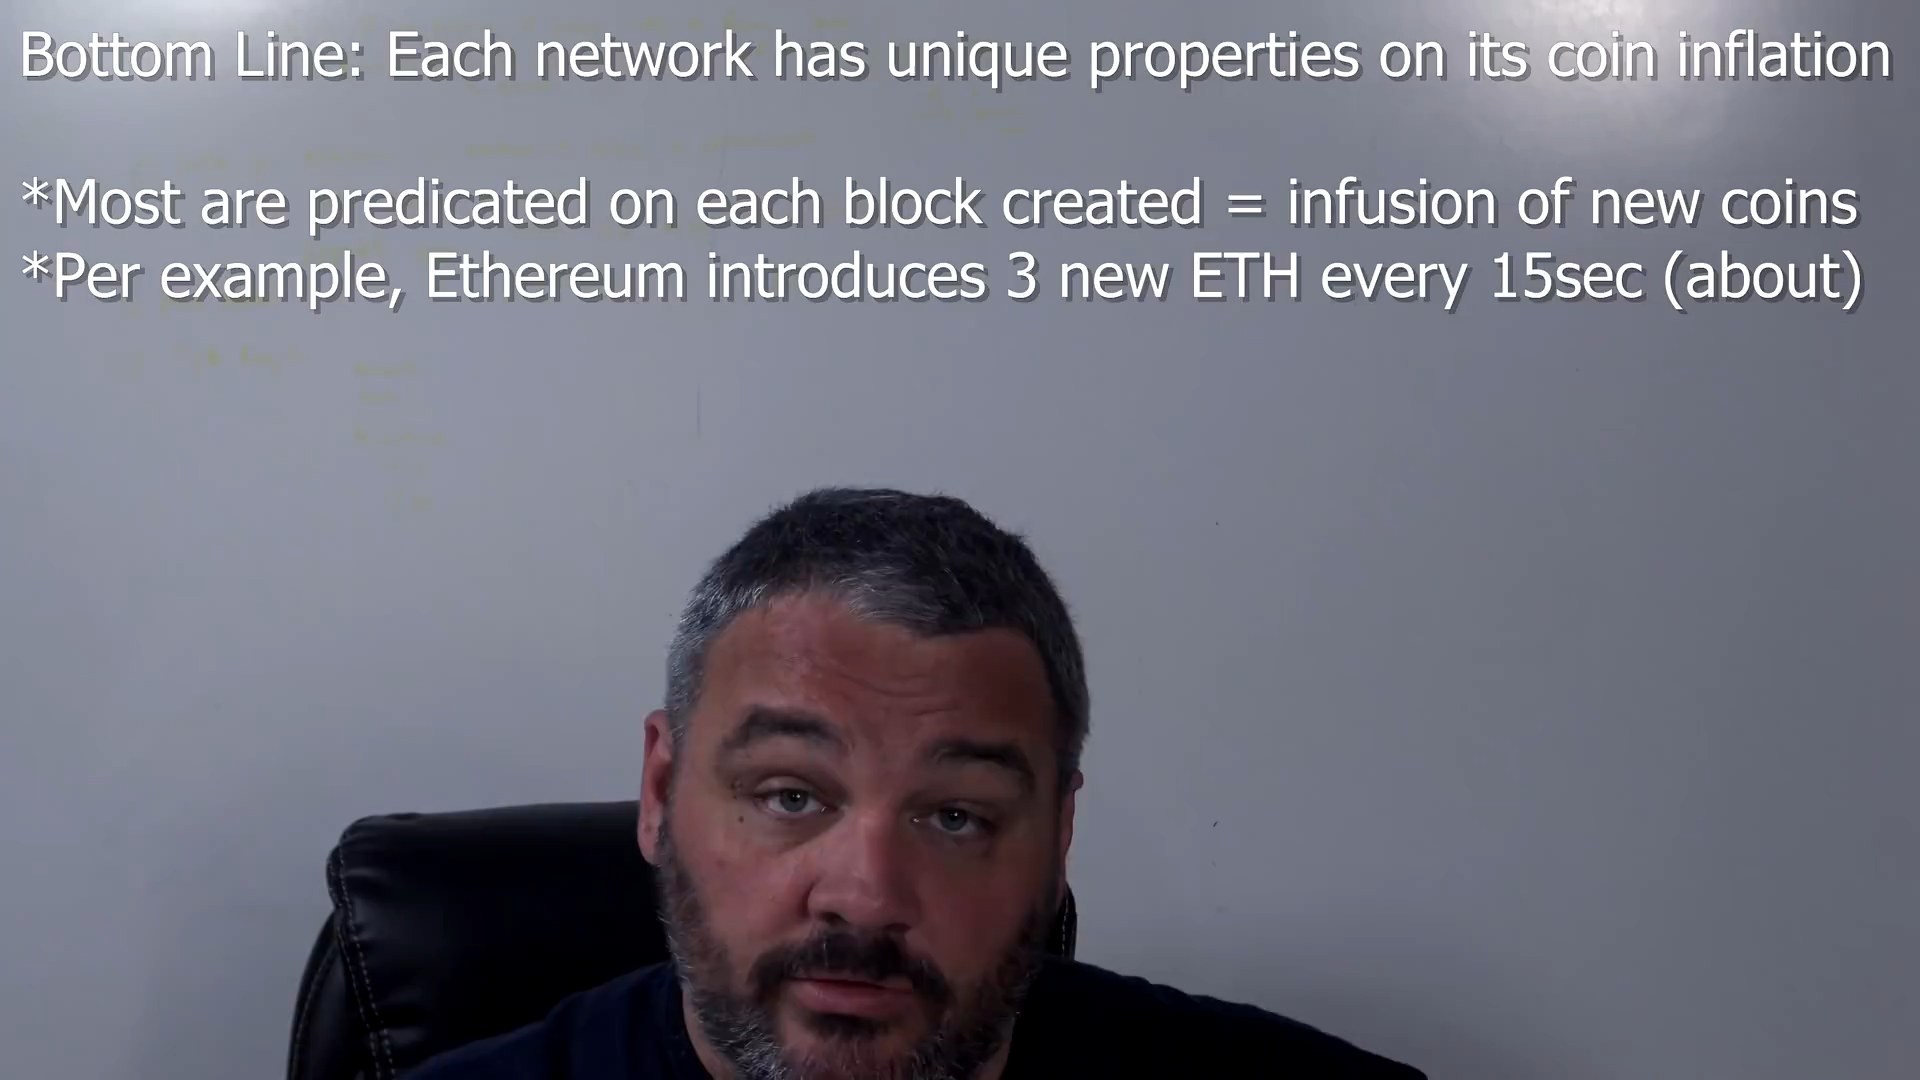 Bottom Line: Each network has unique properties on its coin inflation
*Most are predicated on each block created = infusion of new coins
*Per example, Ethereum introduces 3 new ETH every 15sec (about)